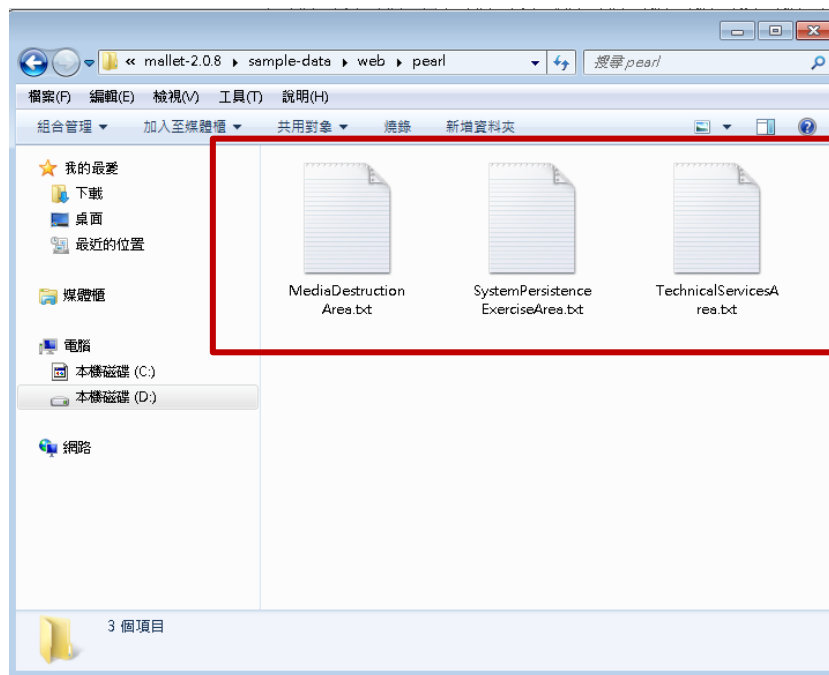 « mallet-2.0.8 ▸ sample-data ▸ web ▸ pearl
搜尋 pearl
檔案(F) 編輯(E) 檢視(V) 工具(T) 說明(H)
組合管理 加入至媒體櫃 共用對象 燒錄 新增資料夾
我的最愛
下載
桌面
最近的位置
媒體櫃
電腦
本機磁碟 (C:)
本機磁碟 (D:)
網路
MediaDestruction
Area.txt
SystemPersistence
ExerciseArea.txt
TechnicalServicesA
rea.txt
3 個項目